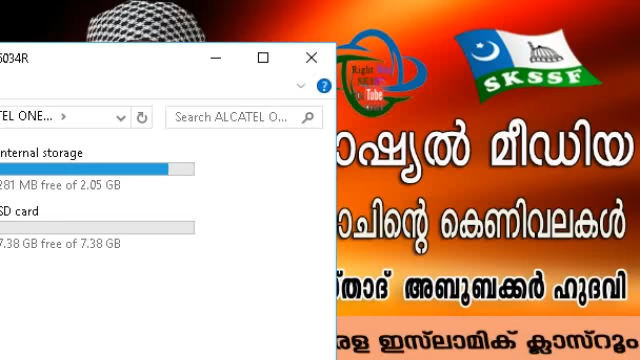 5034R
TEL ONE...
Search ALCATEL O...
nternal storage
281 MB free of 2.05 GB
SD card
7.38 GB free of 7.38 GB
Right
Tube
SKSSF
ാഷ്യൽ മീഡിയ
ാചിന്റെ കെണിവലകൾ
സ്താദ് അബൂബക്കർ ഹുദവി
രള ഇസ്‌ലാമിക് ക്ലാസ്റൂം